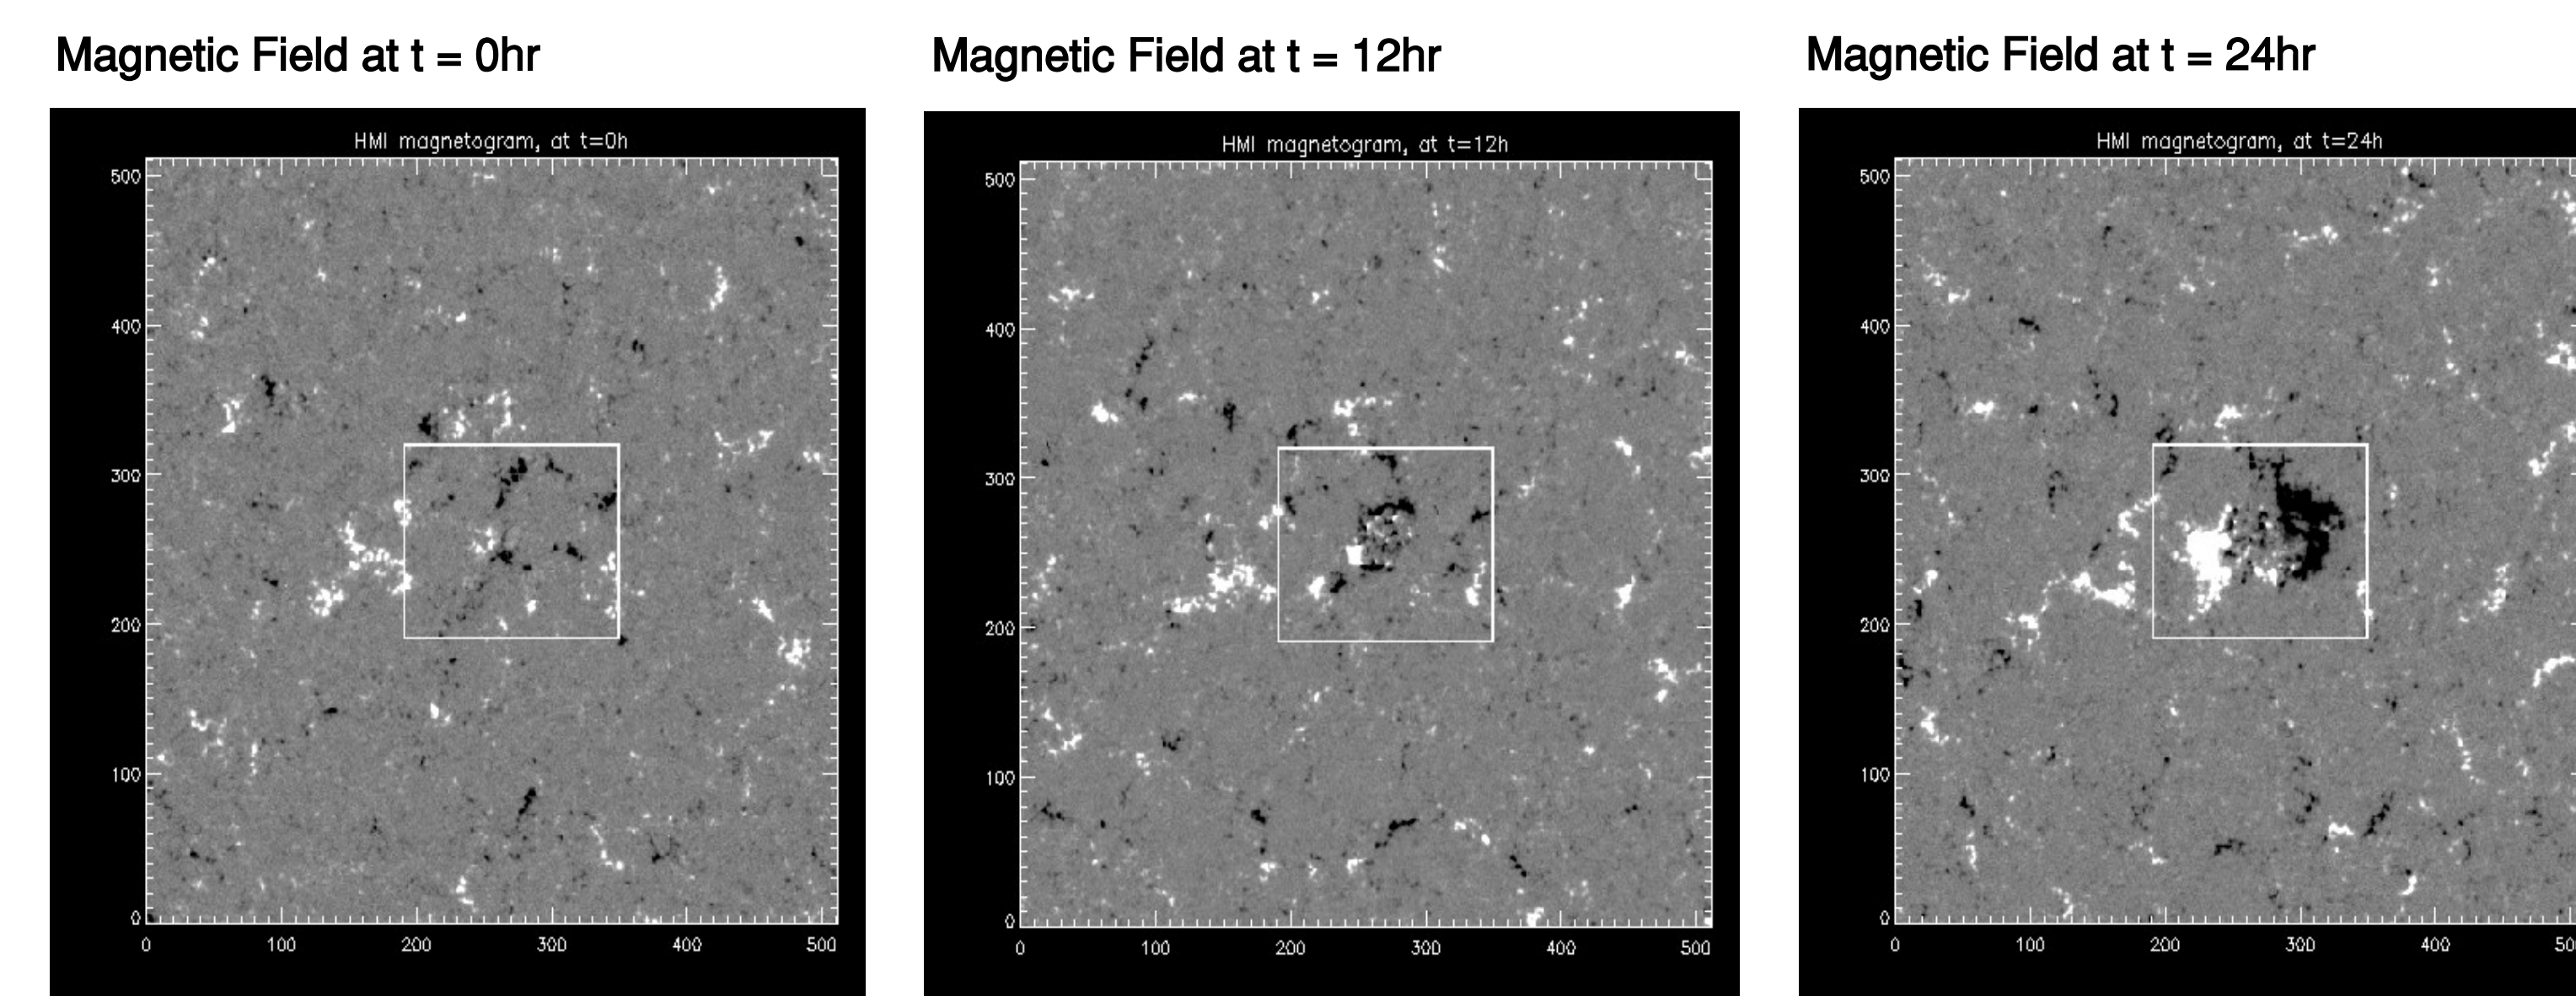 Magnetic Field at t = 0hr
Magnetic Field at t = 12hr
Magnetic Field at t = 24hr
HMI magnetogram, at t=0h
500
400
300
200
100
0
0 100 200 300 400 500
HMI magnetogram, at t=12h
500
400
300
200
100
0
0 100 200 300 400 500
HMI magnetogram, at t=24h
500
400
300
200
100
0
0 100 200 300 400 50